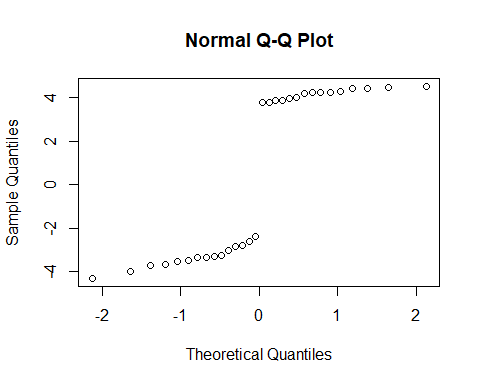 Normal Q-Q Plot
Sample Quantiles
4
2
0
-2
-4
-2 -1 0 1 2
Theoretical Quantiles